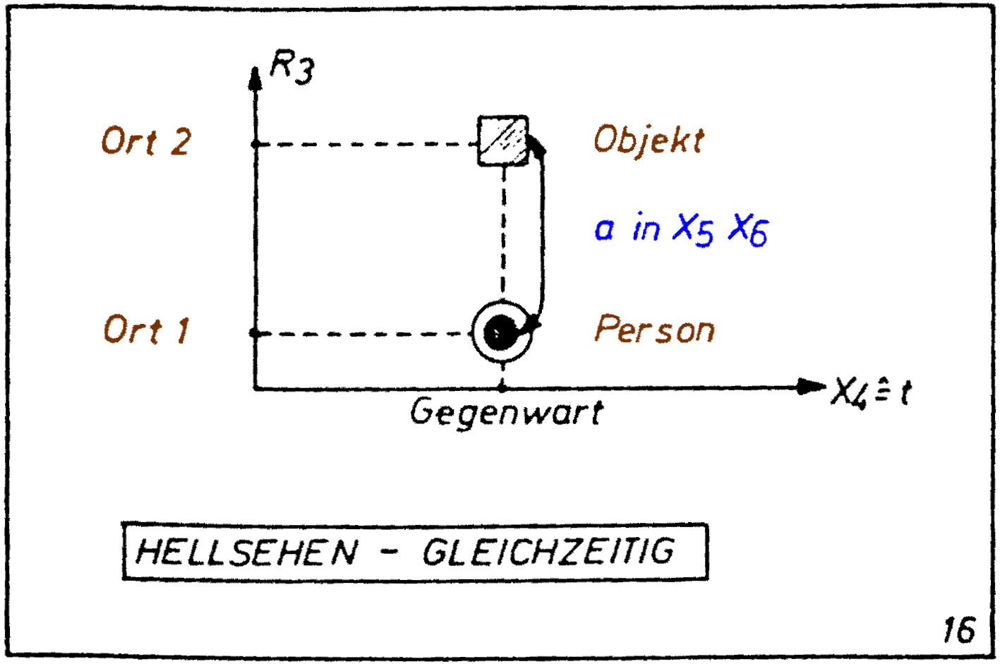 R3
Ort 2
Objekt
a in X5 X6
Ort 1
Person
X4 ≙ t
Gegenwart
HELLSEHEN - GLEICHZEITIG
16